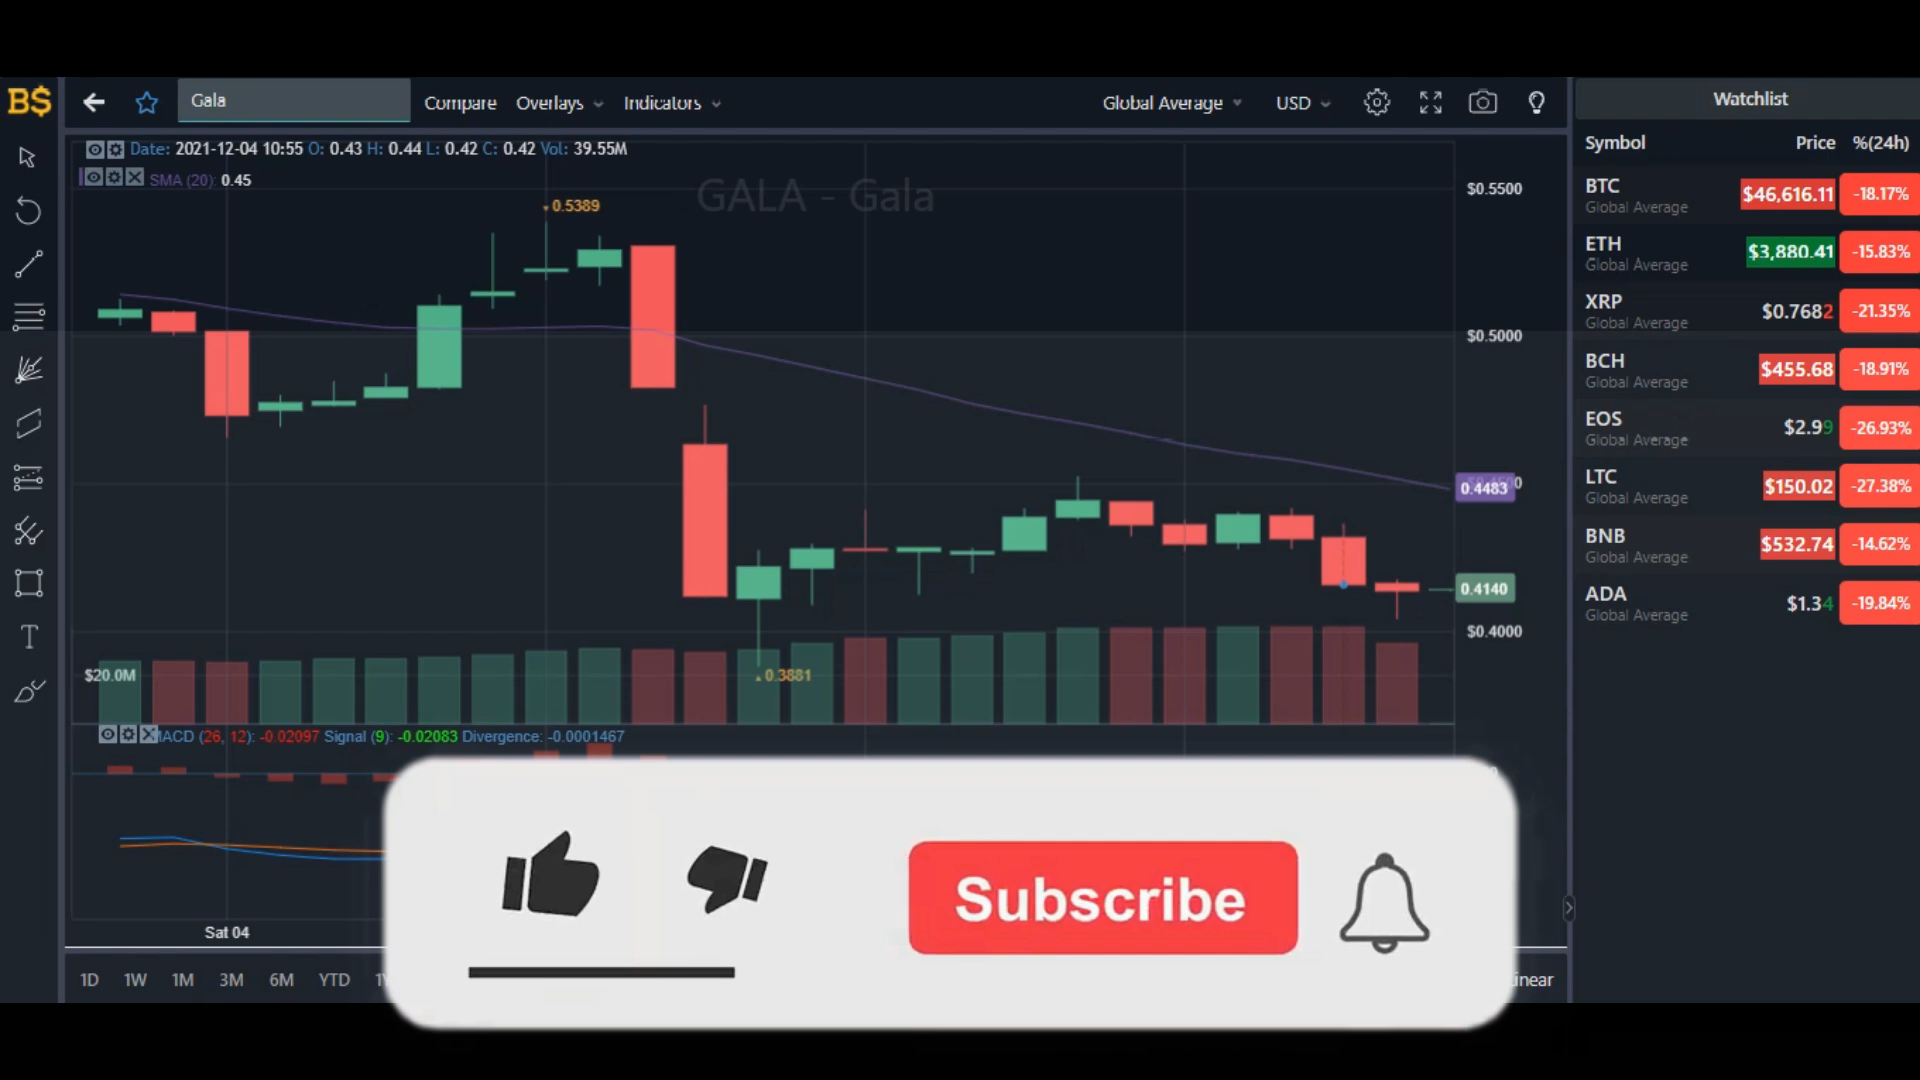 B$
Gala
Compare Overlays Indicators
Global Average USD
Watchlist
Date: 2021-12-04 10:55 O: 0.43 H: 0.44 L: 0.42 C: 0.42 Vol: 39.55M
SMA (20): 0.45
GALA - Gala
0.5389
$0.5500
$0.5000
0.4483
0.4140
$0.4000
0.3881
$20.0M
MACD (26, 12): -0.02097 Signal (9): -0.02083 Divergence: -0.0001467
Sat 04
1D 1W 1M 3M 6M YTD
inear
Symbol Price %(24h)
BTC $46,616.11 -18.17%
Global Average
ETH $3,880.41 -15.83%
Global Average
XRP $0.7682 -21.35%
Global Average
BCH $455.68 -18.91%
Global Average
EOS $2.99 -26.93%
Global Average
LTC $150.02 -27.38%
Global Average
BNB $532.74 -14.62%
Global Average
ADA $1.34 -19.84%
Global Average
Subscribe
T